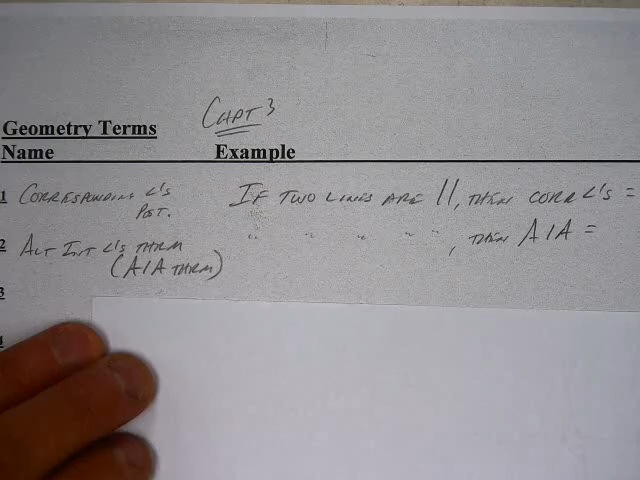 CHPT 3
Geometry Terms
Name Example
1 CORRESPONDING ∠'S POST. IF TWO LINES ARE ||, THEN CORR ∠'S =
2 ALT INT ∠'S THRM (AIA THRM) " " " " " , THEN AIA =
3
4